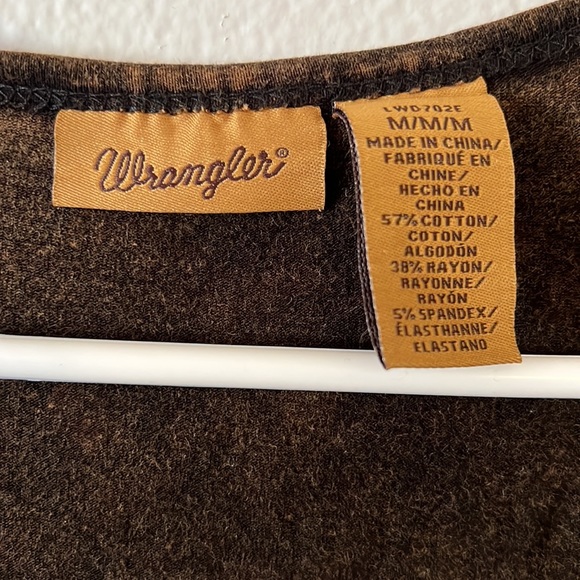 Wrangler®
LWD702E
M/M/M
MADE IN CHINA/
FABRIQUÉ EN
CHINE/
HECHO EN
CHINA
57% COTTON/
COTON/
ALGODÓN
38% RAYON/
RAYONNE/
RAYÓN
5% SPANDEX/
ÉLASTHANNE/
ELASTANO